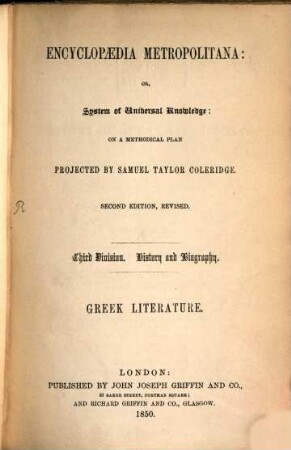 ENCYCLOPÆDIA METROPOLITANA:
OR,
System of Universal Knowledge:
ON A METHODICAL PLAN
PROJECTED BY SAMUEL TAYLOR COLERIDGE.
SECOND EDITION, REVISED.
Third Division. History and Biography.
GREEK LITERATURE.
LONDON:
PUBLISHED BY JOHN JOSEPH GRIFFIN AND CO.,
53 BAKER STREET, PORTMAN SQUARE;
AND RICHARD GRIFFIN AND CO., GLASGOW.
1850.